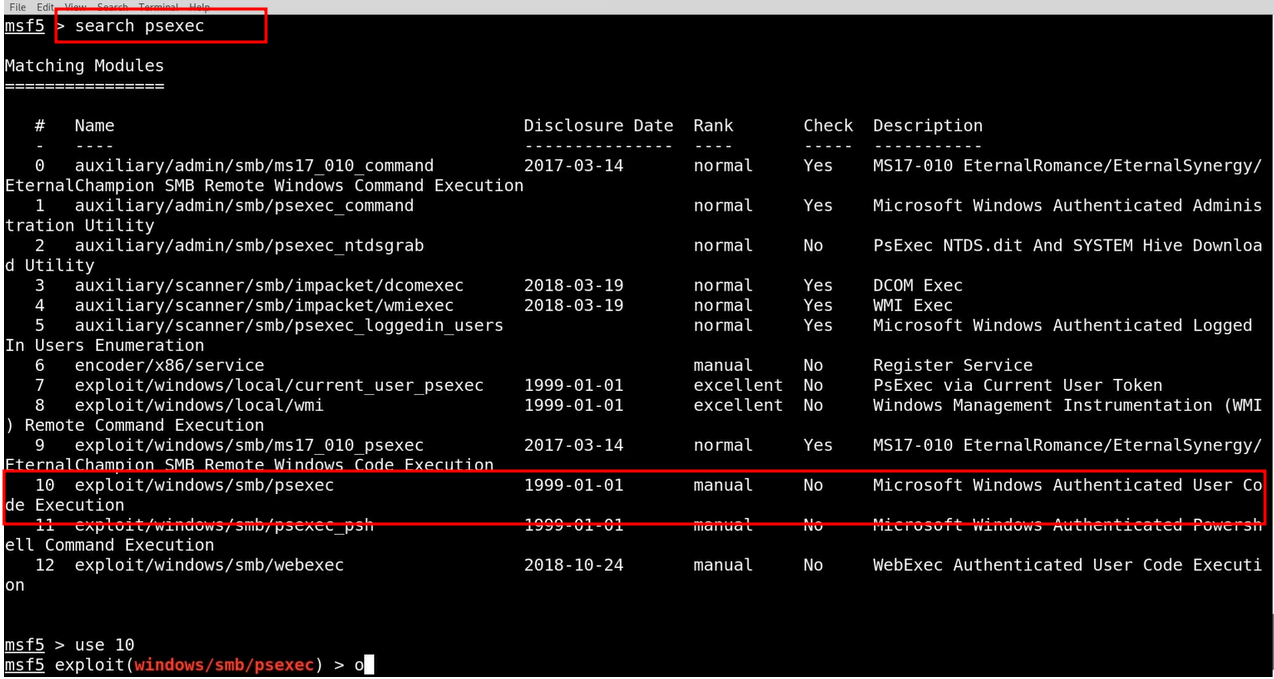 File Edit View Search Terminal Help
msf5 > search psexec
Matching Modules
================
# Name Disclosure Date Rank Check Description
- ---- --------------- ---- ----- -----------
0 auxiliary/admin/smb/ms17_010_command 2017-03-14 normal Yes MS17-010 EternalRomance/EternalSynergy/
EternalChampion SMB Remote Windows Command Execution
1 auxiliary/admin/smb/psexec_command normal Yes Microsoft Windows Authenticated Adminis
tration Utility
2 auxiliary/admin/smb/psexec_ntdsgrab normal No PsExec NTDS.dit And SYSTEM Hive Downloa
d Utility
3 auxiliary/scanner/smb/impacket/dcomexec 2018-03-19 normal Yes DCOM Exec
4 auxiliary/scanner/smb/impacket/wmiexec 2018-03-19 normal Yes WMI Exec
5 auxiliary/scanner/smb/psexec_loggedin_users normal Yes Microsoft Windows Authenticated Logged
In Users Enumeration
6 encoder/x86/service manual No Register Service
7 exploit/windows/local/current_user_psexec 1999-01-01 excellent No PsExec via Current User Token
8 exploit/windows/local/wmi 1999-01-01 excellent No Windows Management Instrumentation (WMI
) Remote Command Execution
9 exploit/windows/smb/ms17_010_psexec 2017-03-14 normal Yes MS17-010 EternalRomance/EternalSynergy/
EternalChampion SMB Remote Windows Code Execution
10 exploit/windows/smb/psexec 1999-01-01 manual No Microsoft Windows Authenticated User Co
de Execution
11 exploit/windows/smb/psexec_psh 1999-01-01 manual No Microsoft Windows Authenticated Powersh
ell Command Execution
12 exploit/windows/smb/webexec 2018-10-24 manual No WebExec Authenticated User Code Executi
on
msf5 > use 10
msf5 exploit(windows/smb/psexec) > o